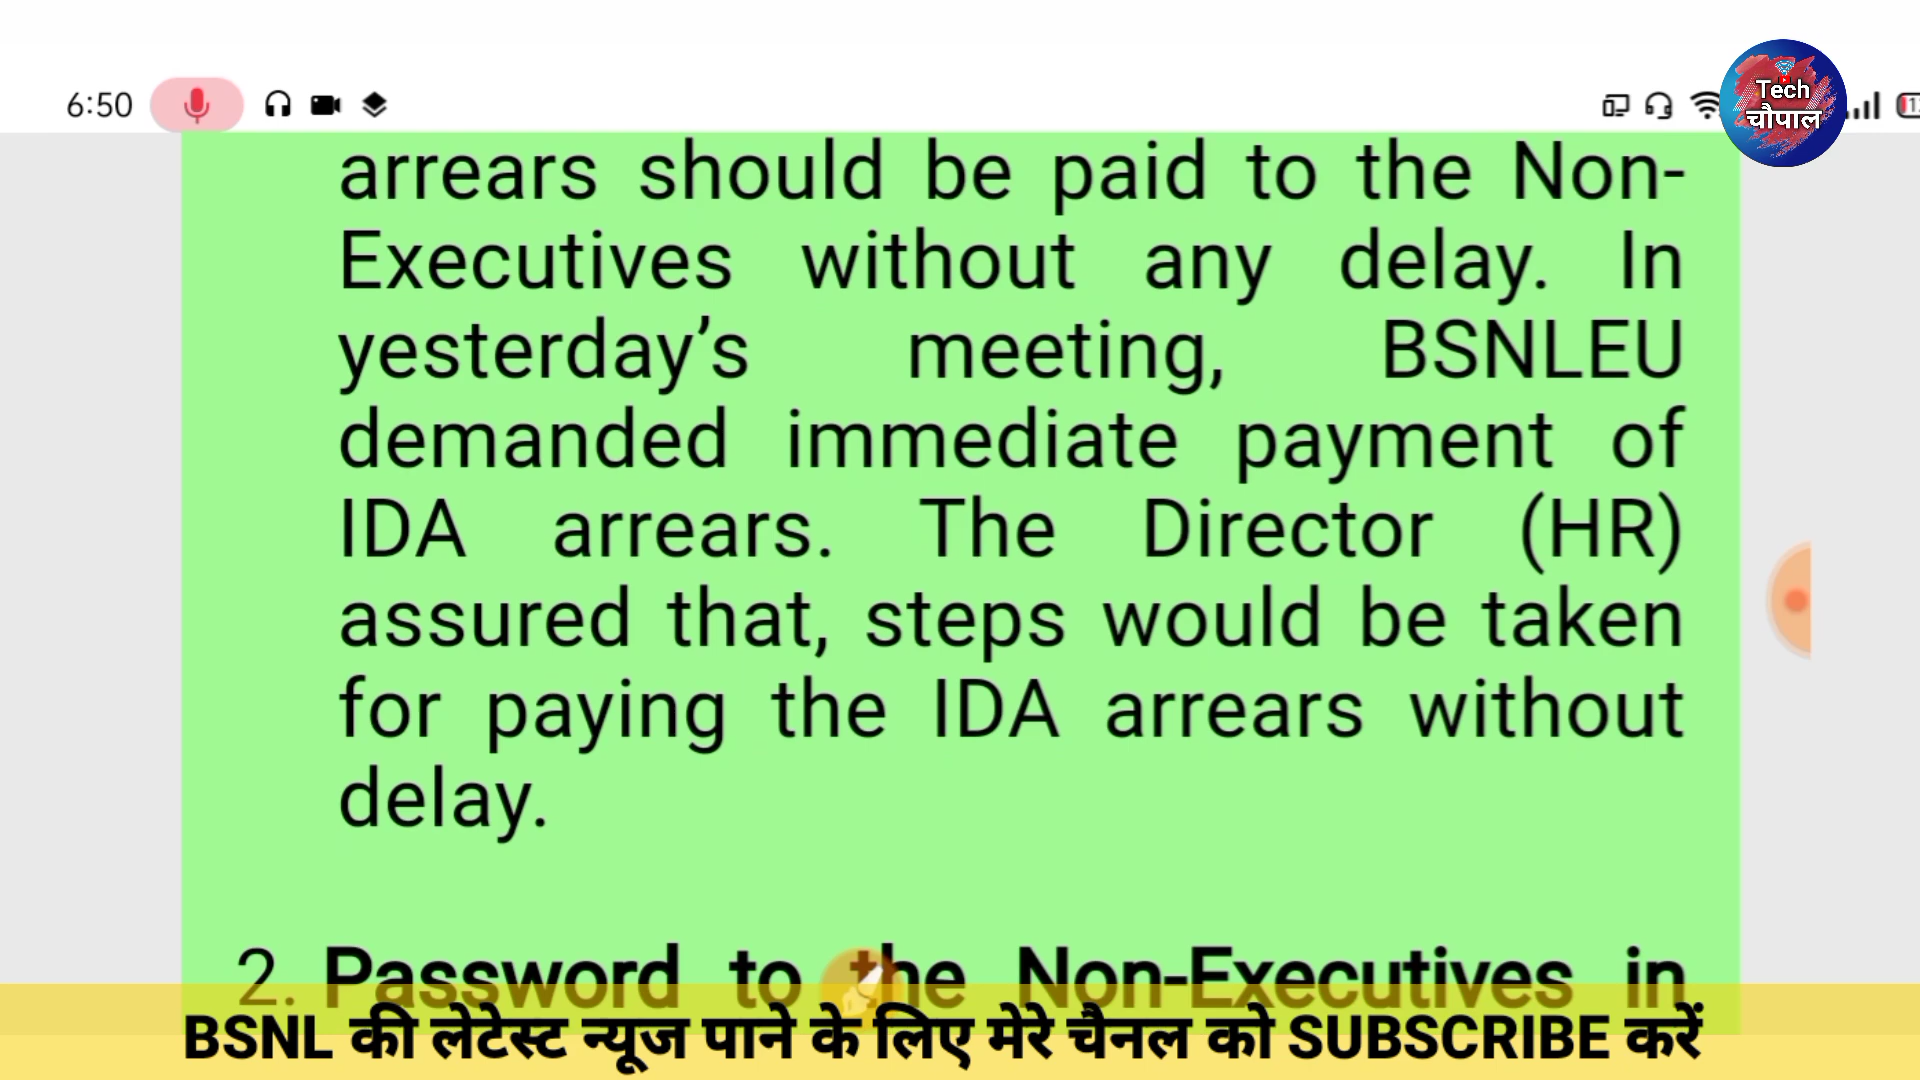 6:50
Tech
चौपाल
arrears should be paid to the Non-
Executives without any delay. In
yesterday’s meeting, BSNLEU
demanded immediate payment of
IDA arrears. The Director (HR)
assured that, steps would be taken
for paying the IDA arrears without
delay.
2. Password to the Non-Executives in
BSNL की लेटेस्ट न्यूज पाने के लिए मेरे चैनल को SUBSCRIBE करें